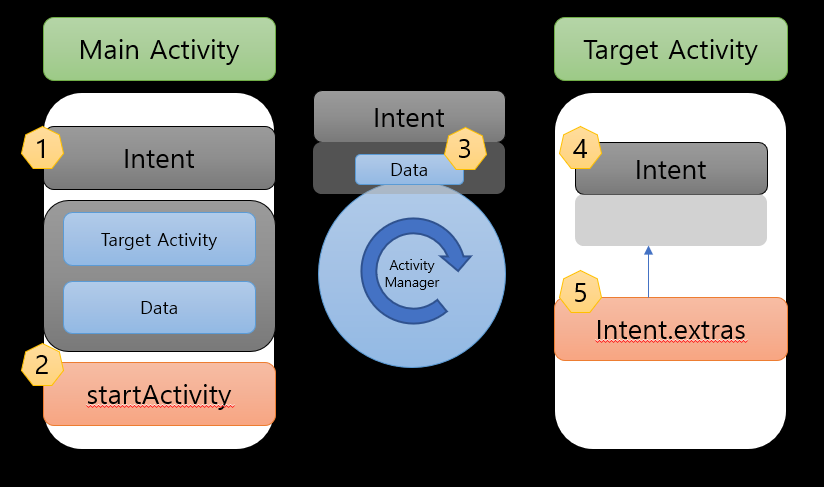 Main Activity
Target Activity
1
Intent
Target Activity
Data
2
startActivity
Intent
3
Data
Activity
Manager
4
Intent
5
Intent.extras